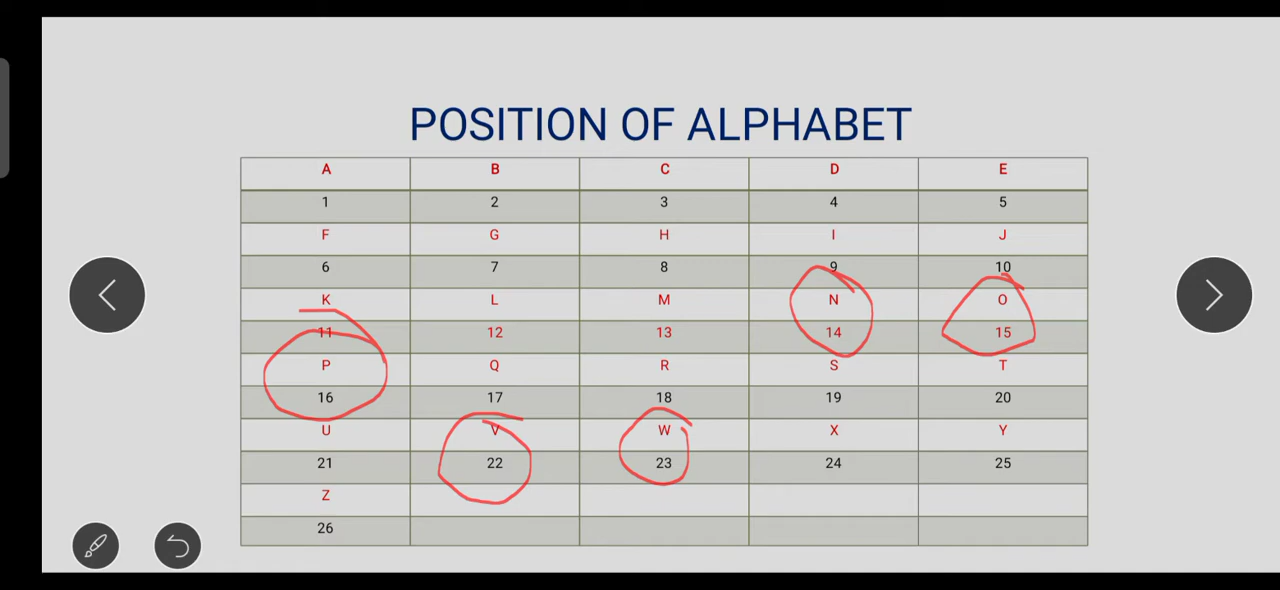 POSITION OF ALPHABET
A B C D E
1 2 3 4 5
F G H I J
6 7 8 9 10
K L M N O
11 12 13 14 15
P Q R S T
16 17 18 19 20
U V W X Y
21 22 23 24 25
Z
26